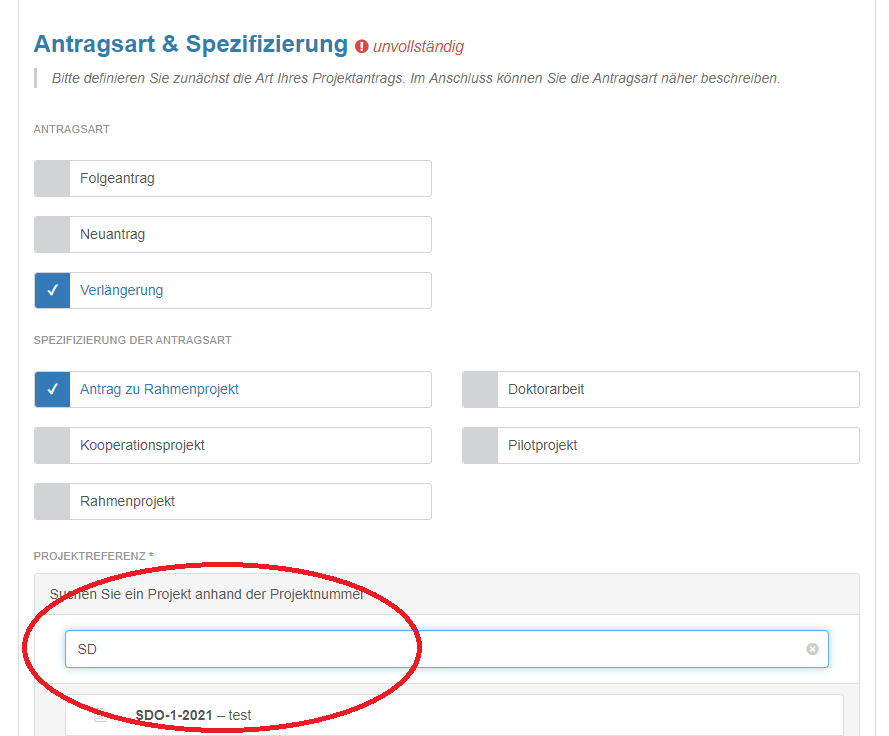 Antragsart & Spezifizierung unvollständig
Bitte definieren Sie zunächst die Art Ihres Projektantrags. Im Anschluss können Sie die Antragsart näher beschreiben.
ANTRAGSART
Folgeantrag
Neuantrag
Verlängerung
SPEZIFIZIERUNG DER ANTRAGSART
Antrag zu Rahmenprojekt
Doktorarbeit
Kooperationsprojekt
Pilotprojekt
Rahmenprojekt
PROJEKTREFERENZ *
Suchen Sie ein Projekt anhand der Projektnummer
SD
SDO-1-2021 – test